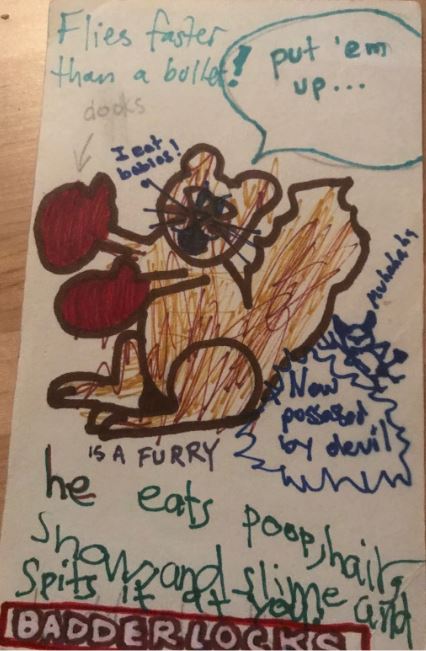 Flies faster
than a bullet!
put 'em
up...
dooks
I eat
babies!
Muhahaha
Now
possesed
by devil
IS A FURRY
he eats poop, hair,
snow, and slime and
spits it at you!
BADDERLOCKS